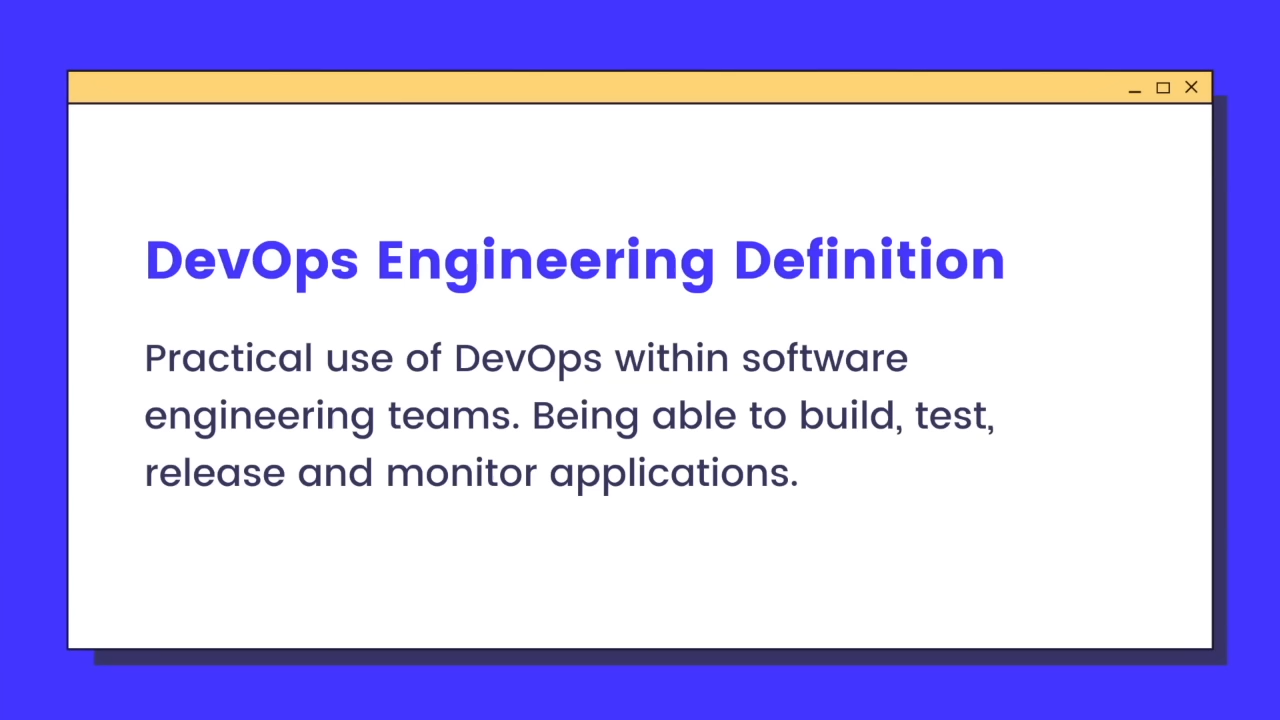 DevOps Engineering Definition
Practical use of DevOps within software
engineering teams. Being able to build, test,
release and monitor applications.